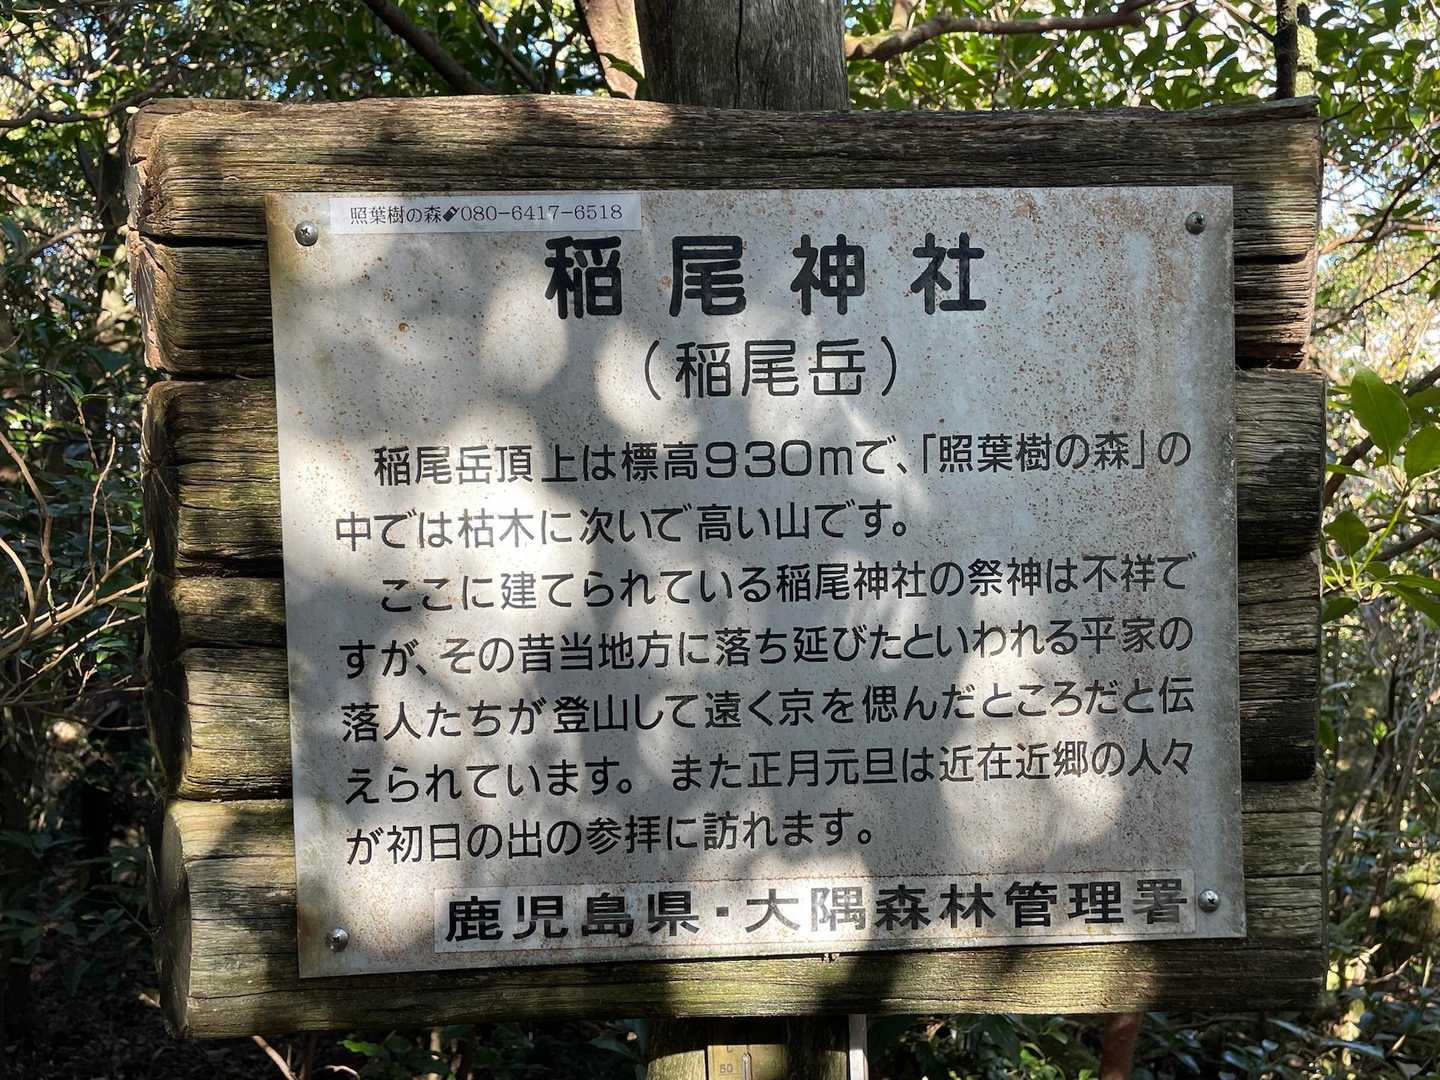 照葉樹の森080-6417-6518
稲尾神社
（稲尾岳）
稲尾岳頂上は標高930mで、「照葉樹の森」の
中では枯木に次いで高い山です。
ここに建てられている稲尾神社の祭神は不祥で
すが、その昔当地方に落ち延びたといわれる平家の
落人たちが登山して遠く京を偲んだところだと伝
えられています。また正月元旦は近在近郷の人々
が初日の出の参拝に訪れます。
鹿児島県・大隅森林管理署
50